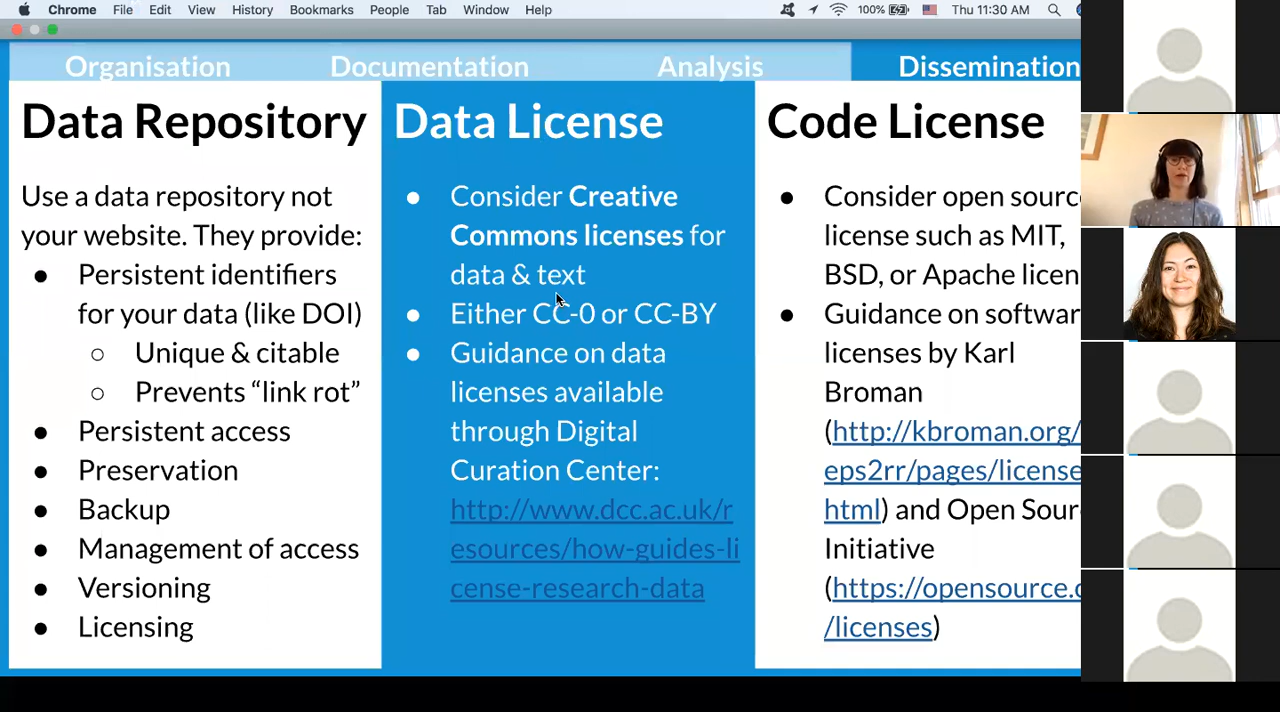 Chrome File Edit View History Bookmarks People Tab Window Help 100% Thu 11:30 AM
Organisation Documentation Analysis Dissemination
Data Repository
Use a data repository not
your website. They provide:
● Persistent identifiers
for your data (like DOI)
○ Unique & citable
○ Prevents “link rot”
● Persistent access
● Preservation
● Backup
● Management of access
● Versioning
● Licensing
Data License
● Consider Creative
Commons licenses for
data & text
● Either CC-0 or CC-BY
● Guidance on data
licenses available
through Digital
Curation Center:
http://www.dcc.ac.uk/r
esources/how-guides-li
cense-research-data
Code License
● Consider open sourc
license such as MIT,
BSD, or Apache licen
● Guidance on softwar
licenses by Karl
Broman
(http://kbroman.org/
eps2rr/pages/license
html) and Open Sour
Initiative
(https://opensource.o
/licenses)